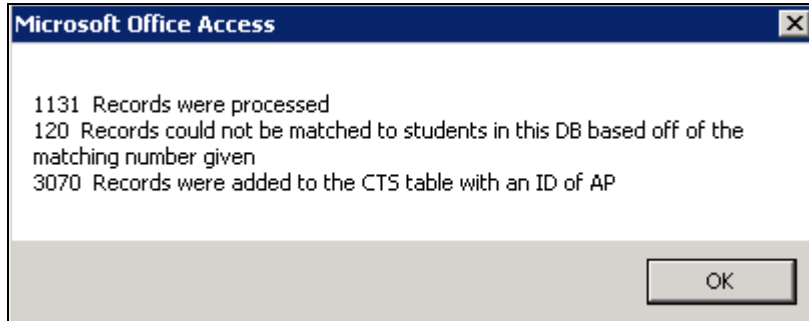 Microsoft Office Access
1131 Records were processed
120 Records could not be matched to students in this DB based off of the
matching number given
3070 Records were added to the CTS table with an ID of AP
OK